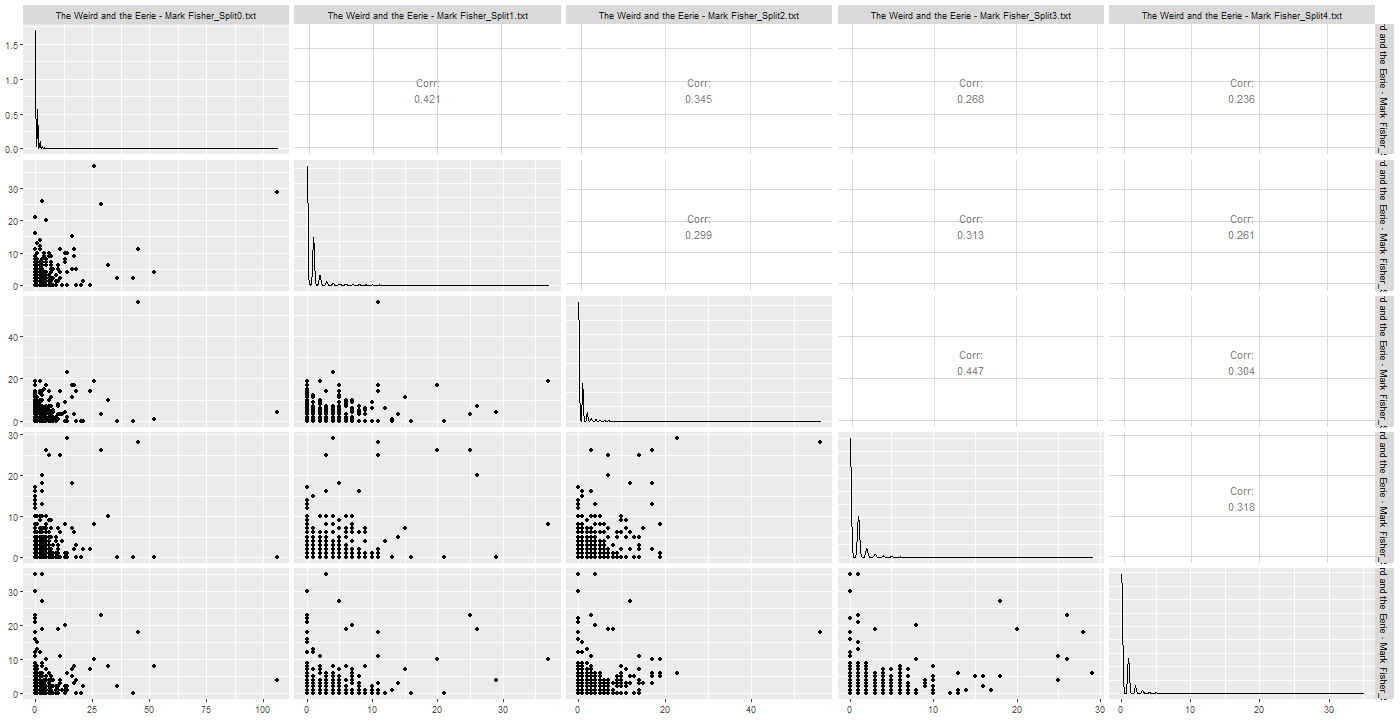 The Weird and the Eerie - Mark Fisher_Split0.txt The Weird and the Eerie - Mark Fisher_Split1.txt The Weird and the Eerie - Mark Fisher_Split2.txt The Weird and the Eerie - Mark Fisher_Split3.txt The Weird and the Eerie - Mark Fisher_Split4.txt
1.5
1.0
0.5
0.0
Corr:
0.421
Corr:
0.345
Corr:
0.268
Corr:
0.236
rd and the Eerie - Mark Fisher_
30
20
10
0
Corr:
0.299
Corr:
0.313
Corr:
0.261
rd and the Eerie - Mark Fisher_
40
20
0
Corr:
0.447
Corr:
0.304
rd and the Eerie - Mark Fisher_
30
20
10
0
Corr:
0.318
rd and the Eerie - Mark Fisher_
30
20
10
0
rd and the Eerie - Mark Fisher_
0 25 50 75 100 0 10 20 30 0 20 40 0 10 20 30 0 10 20 30